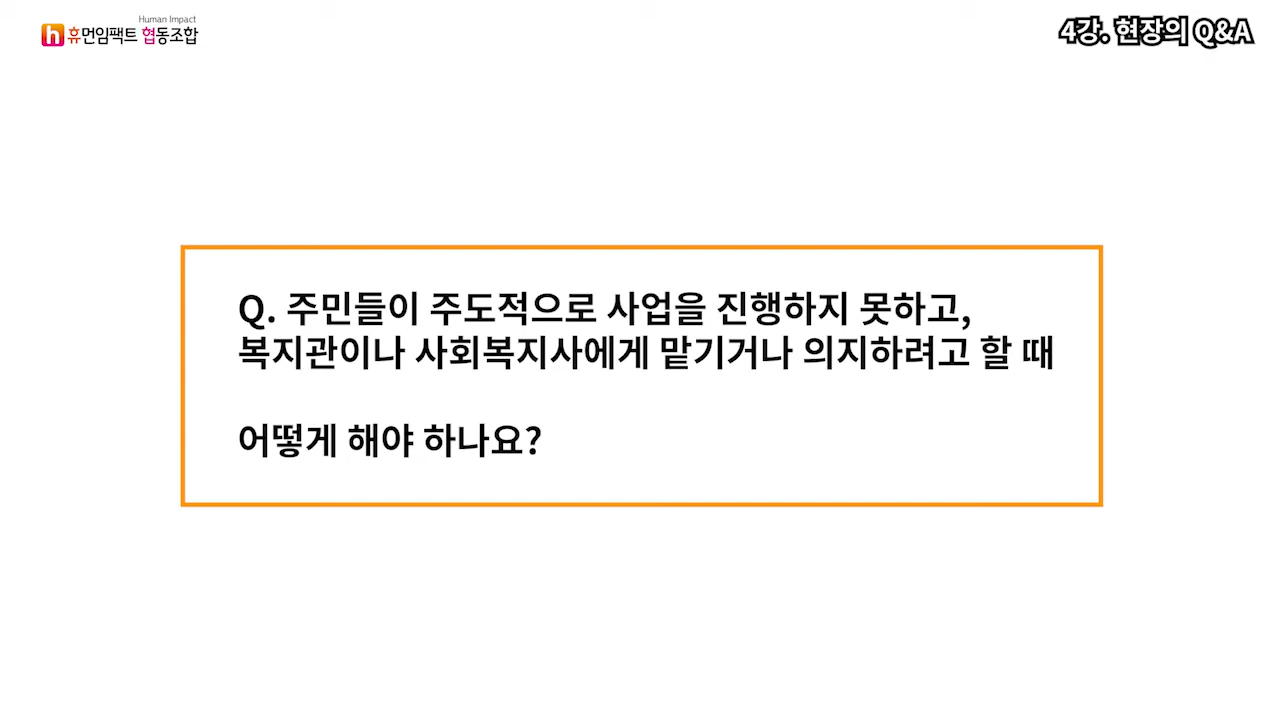 Human Impact
h 휴먼임팩트 협동조합
4강. 현장의 Q&A
Q. 주민들이 주도적으로 사업을 진행하지 못하고,
복지관이나 사회복지사에게 맡기거나 의지하려고 할 때
어떻게 해야 하나요?